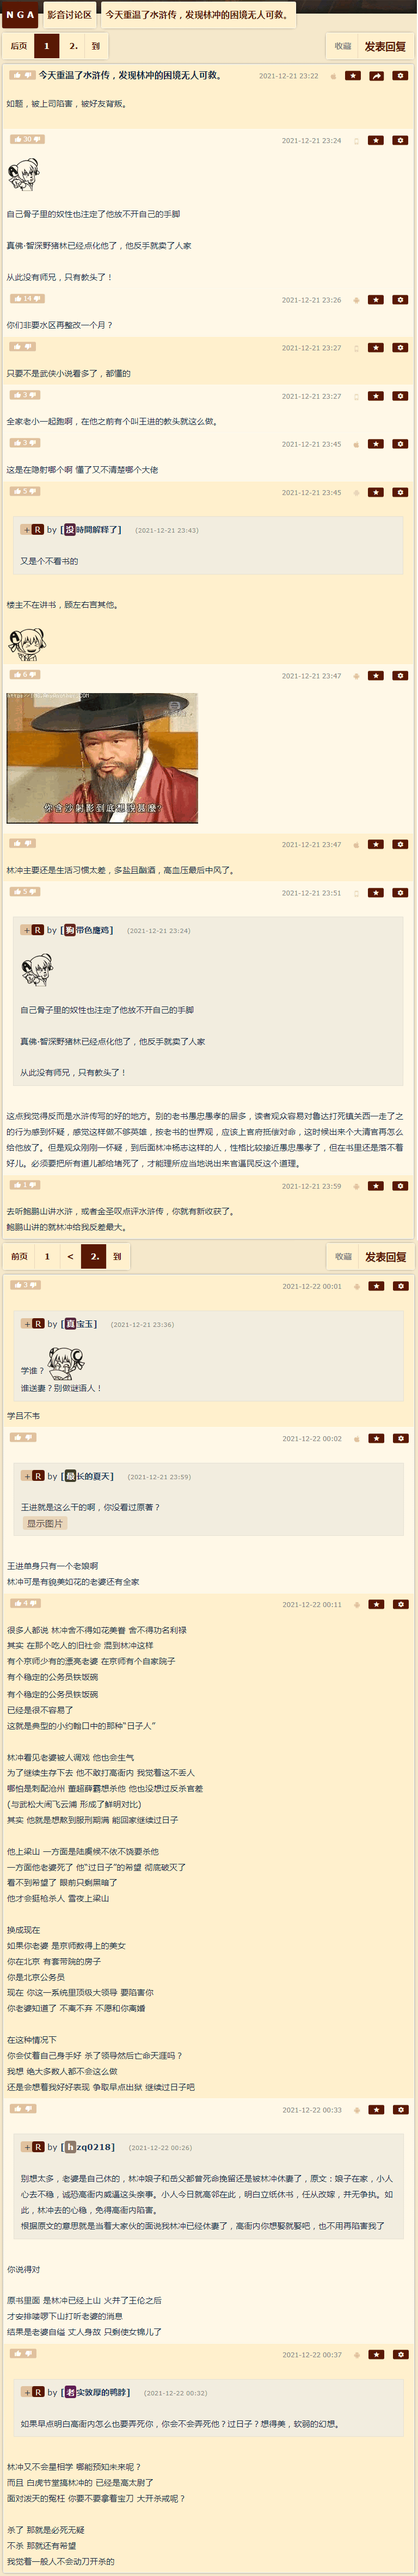 NGA
影音讨论区
今天重温了水浒传，发现林冲的困境无人可救。
后页
1
2.
到
收藏
发表回复
今天重温了水浒传，发现林冲的困境无人可救。
2021-12-21 23:22
如题，被上司陷害，被好友背叛。
30
2021-12-21 23:24
自己骨子里的奴性也注定了他放不开自己的手脚
真佛·智深野猪林已经点化他了，他反手就卖了人家
从此没有师兄，只有教头了！
14
2021-12-21 23:26
你们非要水区再整改一个月？
2021-12-21 23:27
只要不是武侠小说看多了，都懂的
3
2021-12-21 23:27
全家老小一起跑啊，在他之前有个叫王进的教头就这么做。
3
2021-12-21 23:45
这是在隐射哪个啊 懂了又不清楚哪个大佬
5
2021-12-21 23:45
+ R by [没時間解释了] (2021-12-21 23:43)
又是个不看书的
楼主不在讲书，顾左右言其他。
6
2021-12-21 23:47
你含沙射影到底想說甚麼?
2021-12-21 23:47
林冲主要还是生活习惯太差，多盐且酗酒，高血压最后中风了。
5
2021-12-21 23:51
+ R by [狗带色鹰鸡] (2021-12-21 23:24)
自己骨子里的奴性也注定了他放不开自己的手脚
真佛·智深野猪林已经点化他了，他反手就卖了人家
从此没有师兄，只有教头了！
这点我觉得反而是水浒传写的好的地方。别的老书愚忠愚孝的居多，读者观众容易对鲁达打死镇关西一走了之
的行为感到怀疑，感觉这样做不够英雄，按老书的世界观，应该上官府抵偿对命，这时候出来个大清官再怎么
给他放了。但是观众刚刚一怀疑，到后面林冲杨志这样的人，性格比较接近愚忠愚孝了，但在书里还是落不着
好儿。必须要把所有道儿都给堵死了，才能理所应当地说出来官逼民反这个道理。
1
2021-12-21 23:59
去听鲍鹏山讲水浒，或者金圣叹点评水浒传，你就有新收获了。
鲍鹏山讲的就林冲给我反差最大。
前页
1
<
2.
到
收藏
发表回复
3
2021-12-22 00:01
+ R by [真宝玉] (2021-12-21 23:36)
学谁？
谁送妻？别做谜语人！
学吕不韦
2021-12-22 00:02
+ R by [最长的夏天] (2021-12-21 23:59)
王进就是这么干的啊，你没看过原著？
显示图片
王进单身只有一个老娘啊
林冲可是有貌美如花的老婆还有全家
4
2021-12-22 00:11
很多人都说 林冲舍不得如花美眷 舍不得功名利禄
其实 在那个吃人的旧社会 混到林冲这样
有个京师少有的漂亮老婆 在京师有个自家院子
有个稳定的公务员铁饭碗
有个稳定的公务员铁饭碗
已经是很不容易了
这就是典型的小约翰口中的那种“日子人”
林冲看见老婆被人调戏 他也会生气
为了继续生存下去 他不敢打高衙内 我觉着这不丢人
哪怕是刺配沧州 董超薛霸想杀他 他也没想过反杀官差
(与武松大闹飞云浦 形成了鲜明对比)
其实 他就是想熬到服刑期满 能回家继续过日子
他上梁山 一方面是陆虞候不依不饶要杀他
一方面他老婆死了 他“过日子”的希望 彻底破灭了
看不到希望了 眼前只剩黑暗了
他才会挺枪杀人 雪夜上梁山
换成现在
如果你老婆 是京师数得上的美女
你在北京 有套带院的房子
你是北京公务员
现在 你这一系统里顶级大领导 要陷害你
你老婆知道了 不离不弃 不愿和你离婚
在这种情况下
你会仗着自己身手好 杀了领导然后亡命天涯吗？
我想 绝大多数人都不会这么做
还是会想着我好好表现 争取早点出狱 继续过日子吧
2021-12-22 00:33
+ R by [hzq0218] (2021-12-22 00:26)
别想太多，老婆是自己休的，林冲娘子和岳父都曾死命挽留还是被林冲休妻了，原文：娘子在家，小人
心去不稳，诚恐高衙内威逼这头亲事。小人今日就高邻在此，明白立纸休书，任从改嫁，并无争执。如
此，林冲去的心稳，免得高衙内陷害。
根据原文的意思就是当着大家伙的面说我林冲已经休妻了，高衙内你想娶就娶吧，也不用再陷害我了
你说得对
原书里面 是林冲已经上山 火并了王伦之后
才安排喽啰下山打听老婆的消息
结果是老婆自缢 丈人身故 只剩使女锦儿了
2021-12-22 00:37
+ R by [老实敦厚的鸭脖] (2021-12-22 00:32)
如果早点明白高衙内怎么也要弄死你，你会不会弄死他？过日子？想得美，软弱的幻想。
林冲又不会星相学 哪能预知未来呢？
而且 白虎节堂搞林冲的 已经是高太尉了
面对泼天的冤枉 你要不要拿着宝刀 大开杀戒呢？
杀了 那就是必死无疑
不杀 那就还有希望
我觉着一般人不会动刀开杀的